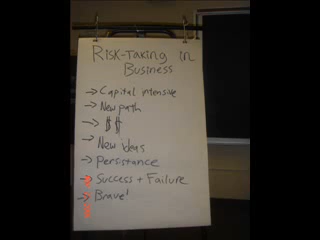 Risk-Taking in
Business
→ Capital intensive
→ New path
→ $$
→ New ideas
→ Persistance
→ Success + Failure
→ Brave!